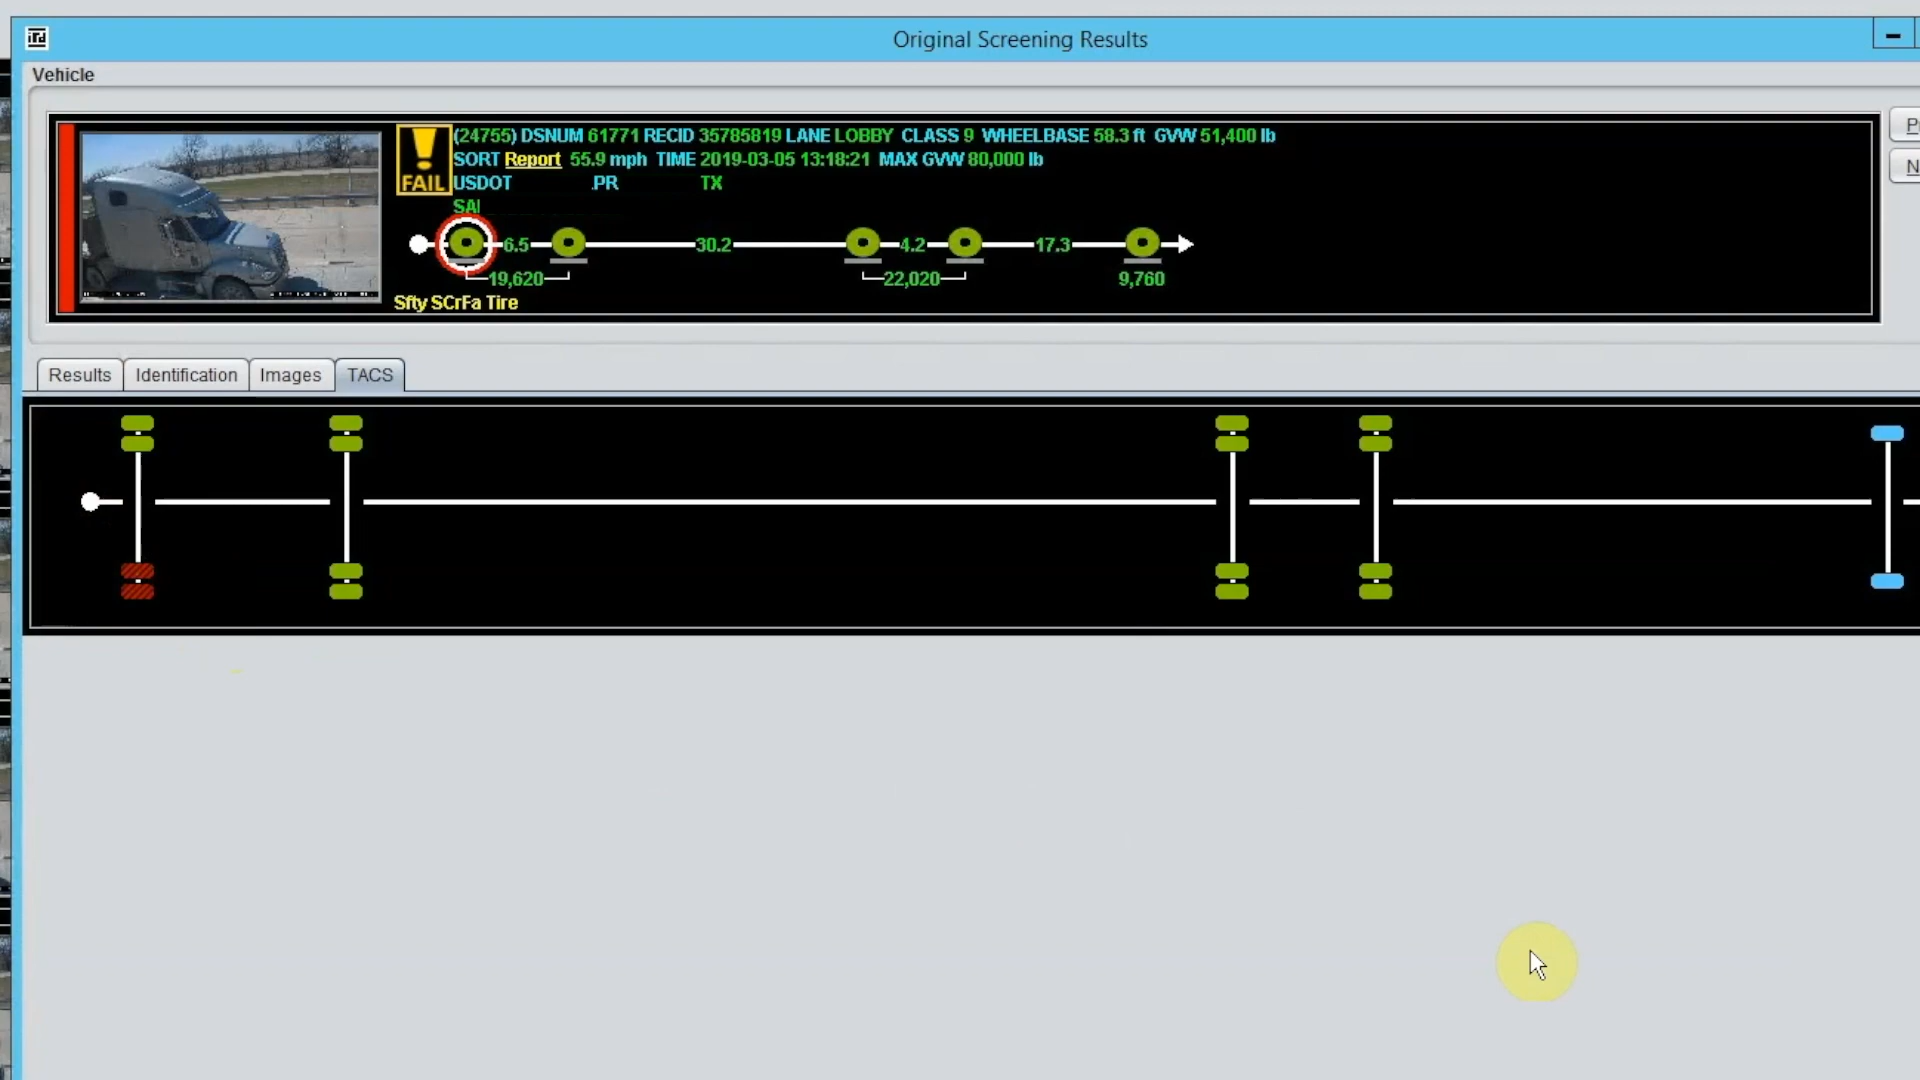 ird
Original Screening Results
Vehicle
(24755) DSNUM 61771 RECID 35785819 LANE LOBBY CLASS 9 WHEELBASE 58.3 ft GVW 51,400 lb
SORT Report 55.9 mph TIME 2019-03-05 13:18:21 MAX GVW 80,000 lb
FAIL USDOT .PR TX
SAI
6.5 30.2 4.2 17.3
19,620 22,020 9,760
Sfty SCrFa Tire
P
N
Results Identification Images TACS